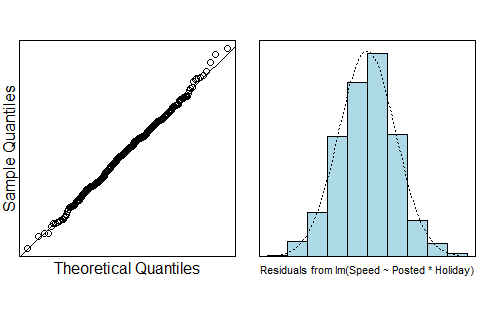 Sample Quantiles
Theoretical Quantiles
Residuals from lm(Speed ~ Posted * Holiday)